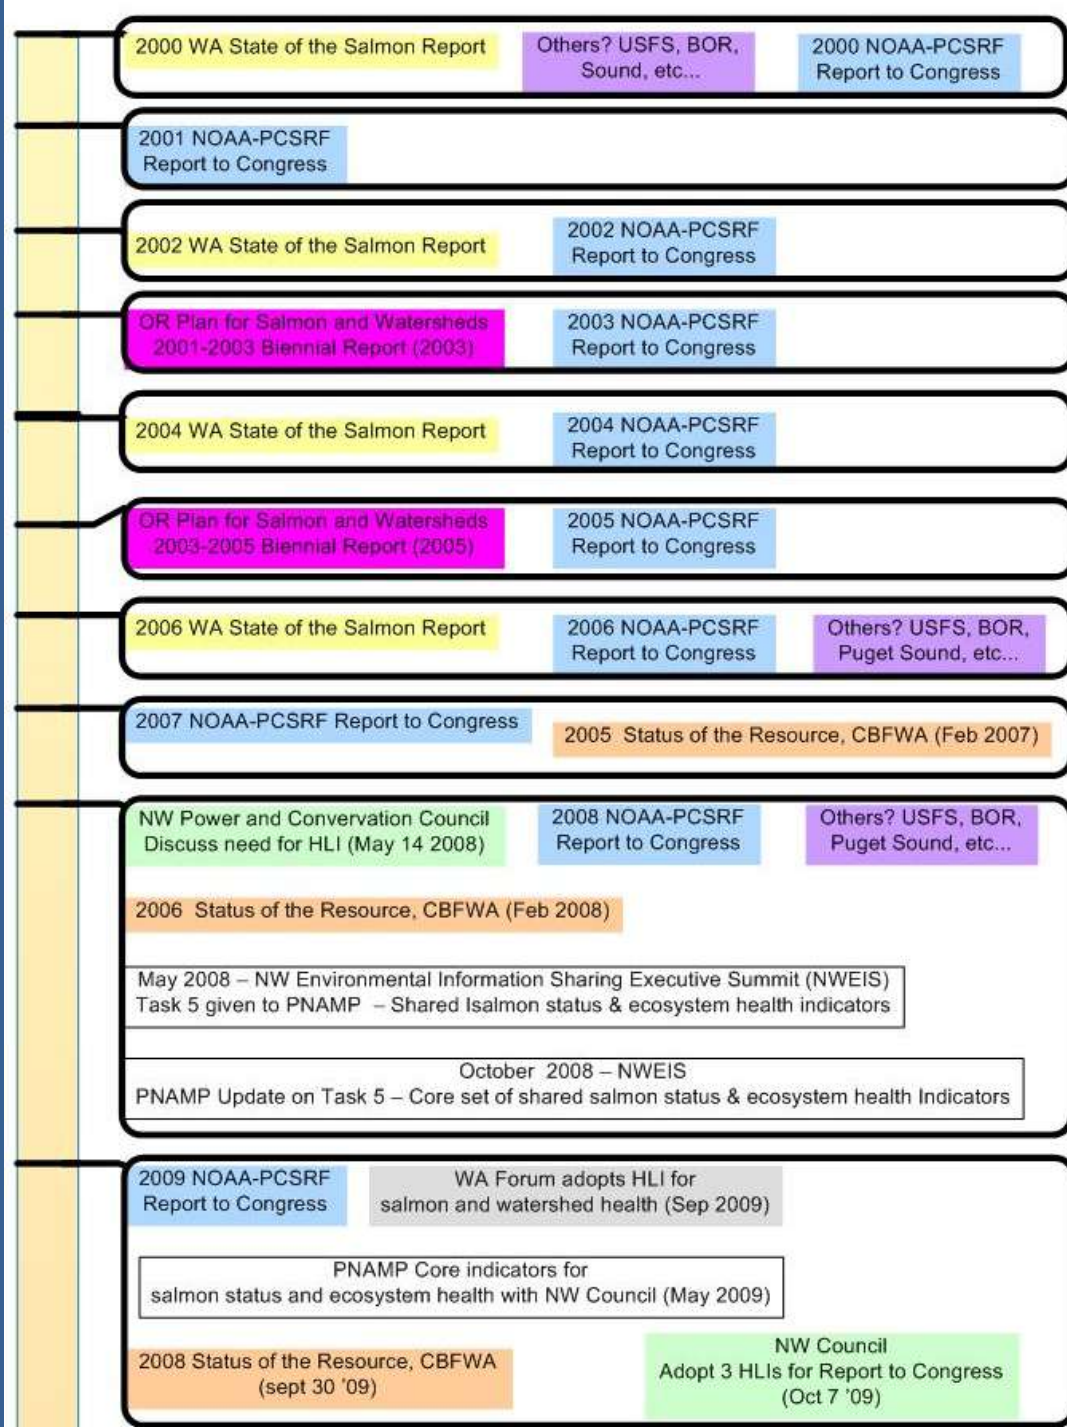 2000 WA State of the Salmon Report
Others? USFS, BOR,
Sound, etc...
2000 NOAA-PCSRF
Report to Congress
2001 NOAA-PCSRF
Report to Congress
2002 WA State of the Salmon Report
2002 NOAA-PCSRF
Report to Congress
OR Plan for Salmon and Watersheds
2001-2003 Biennial Report (2003)
2003 NOAA-PCSRF
Report to Congress
2004 WA State of the Salmon Report
2004 NOAA-PCSRF
Report to Congress
OR Plan for Salmon and Watersheds
2003-2005 Biennial Report (2005)
2005 NOAA-PCSRF
Report to Congress
2006 WA State of the Salmon Report
2006 NOAA-PCSRF
Report to Congress
Others? USFS, BOR,
Puget Sound, etc...
2007 NOAA-PCSRF Report to Congress
2005 Status of the Resource, CBFWA (Feb 2007)
NW Power and Convervation Council
Discuss need for HLI (May 14 2008)
2008 NOAA-PCSRF
Report to Congress
Others? USFS, BOR,
Puget Sound, etc...
2006 Status of the Resource, CBFWA (Feb 2008)
May 2008 – NW Environmental Information Sharing Executive Summit (NWEIS)
Task 5 given to PNAMP – Shared lsalmon status & ecosystem health indicators
October 2008 – NWEIS
PNAMP Update on Task 5 – Core set of shared salmon status & ecosystem health Indicators
2009 NOAA-PCSRF
Report to Congress
WA Forum adopts HLI for
salmon and watershed health (Sep 2009)
PNAMP Core indicators for
salmon status and ecosystem health with NW Council (May 2009)
2008 Status of the Resource, CBFWA
(sept 30 '09)
NW Council
Adopt 3 HLIs for Report to Congress
(Oct 7 '09)